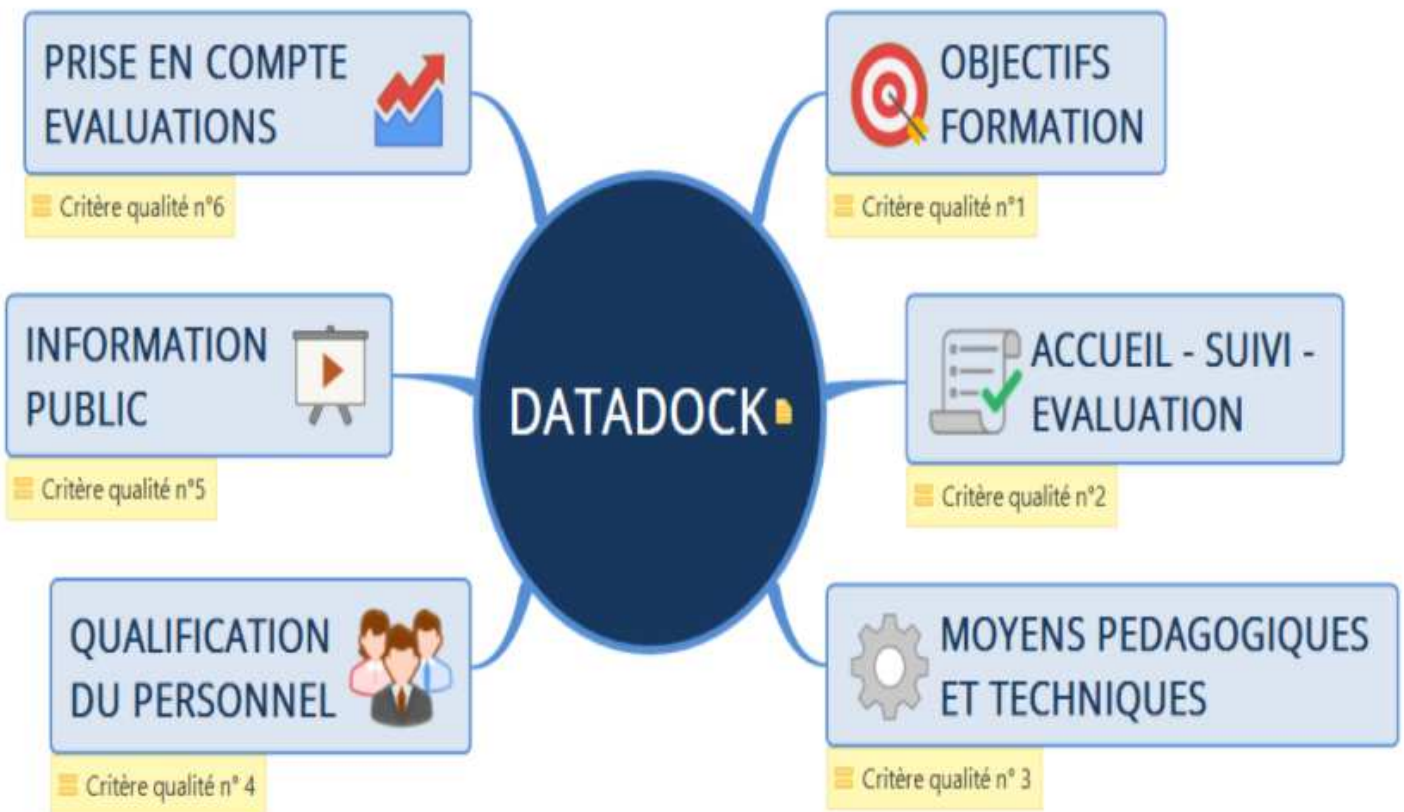 PRISE EN COMPTE
EVALUATIONS
Critère qualité n°6
OBJECTIFS
FORMATION
Critère qualité n°1
INFORMATION
PUBLIC
Critère qualité n°5
DATADOCK
ACCUEIL - SUIVI -
EVALUATION
Critère qualité n°2
QUALIFICATION
DU PERSONNEL
Critère qualité n° 4
MOYENS PEDAGOGIQUES
ET TECHNIQUES
Critère qualité n° 3